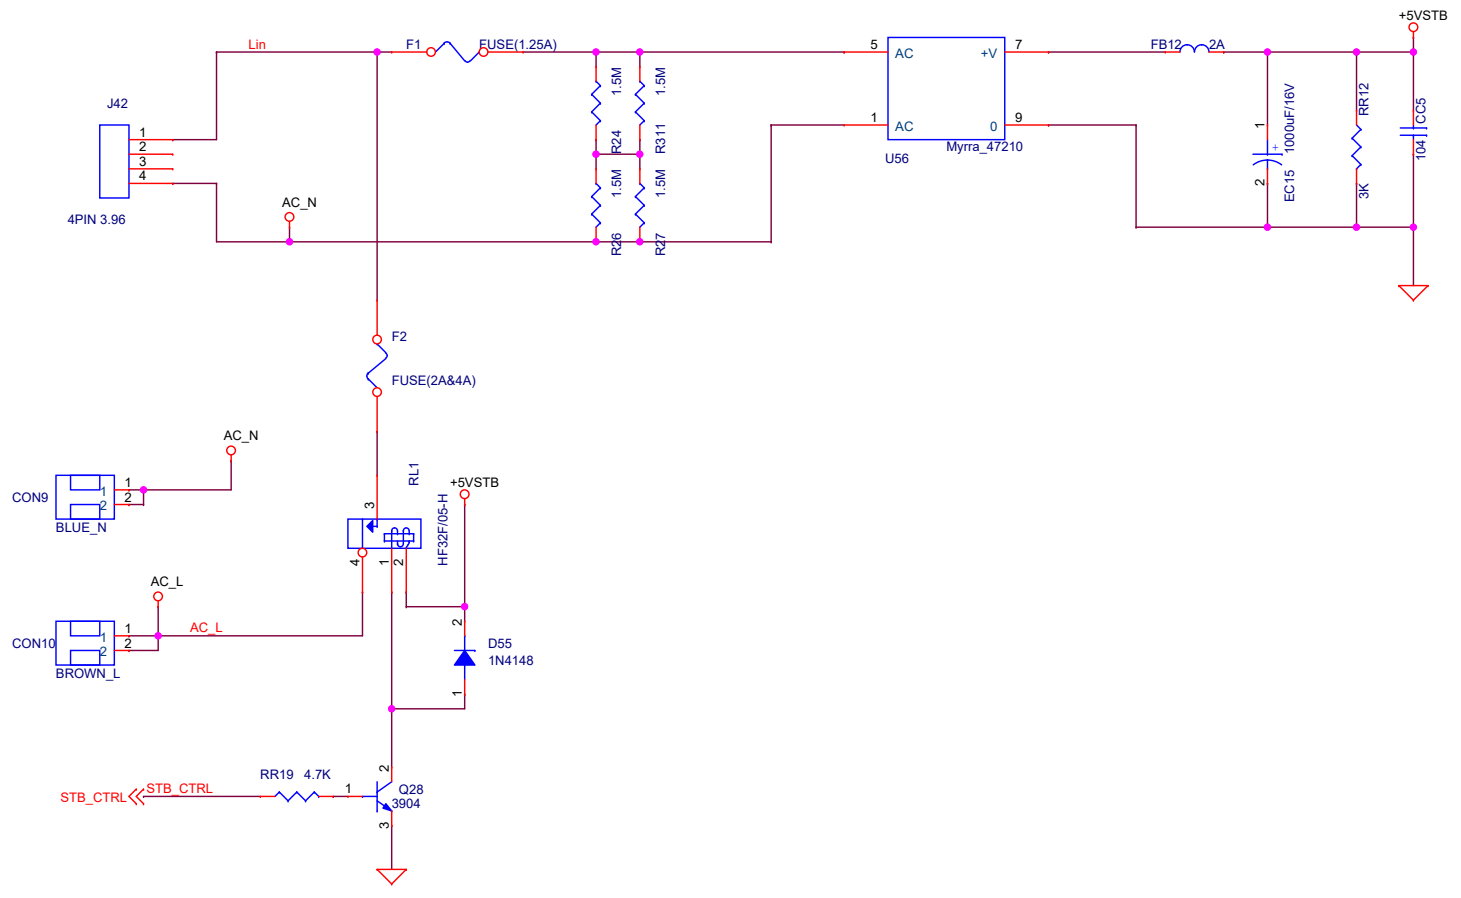 +5VSTB
Lin
F1
FUSE(1.25A)
5
AC
+V
7
FB12
2A
1.5M
1.5M
J42
1
2
3
4
R24
R311
1
AC
0
9
U56
Myrra_47210
1
+
2
1000uF/16V
EC15
RR12
3K
CC5
104
4PIN 3.96
AC_N
1.5M
1.5M
R26
R27
F2
FUSE(2A&4A)
AC_N
CON9
1
2
1
2
BLUE_N
RL1
HF32F/05-H
3
4
1
2
+5VSTB
AC_L
CON10
1
2
1
2
BROWN_L
AC_L
2
D55
1N4148
1
RR19 4.7K
STB_CTRL
STB_CTRL
1
2
Q28
3904
3